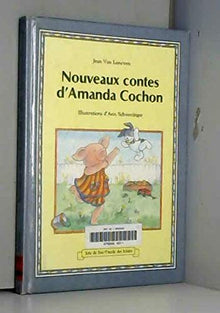 Jean Van Leeuwen
Nouveaux contes
d'Amanda Cochon
Illustrations d'Ann Schweninger